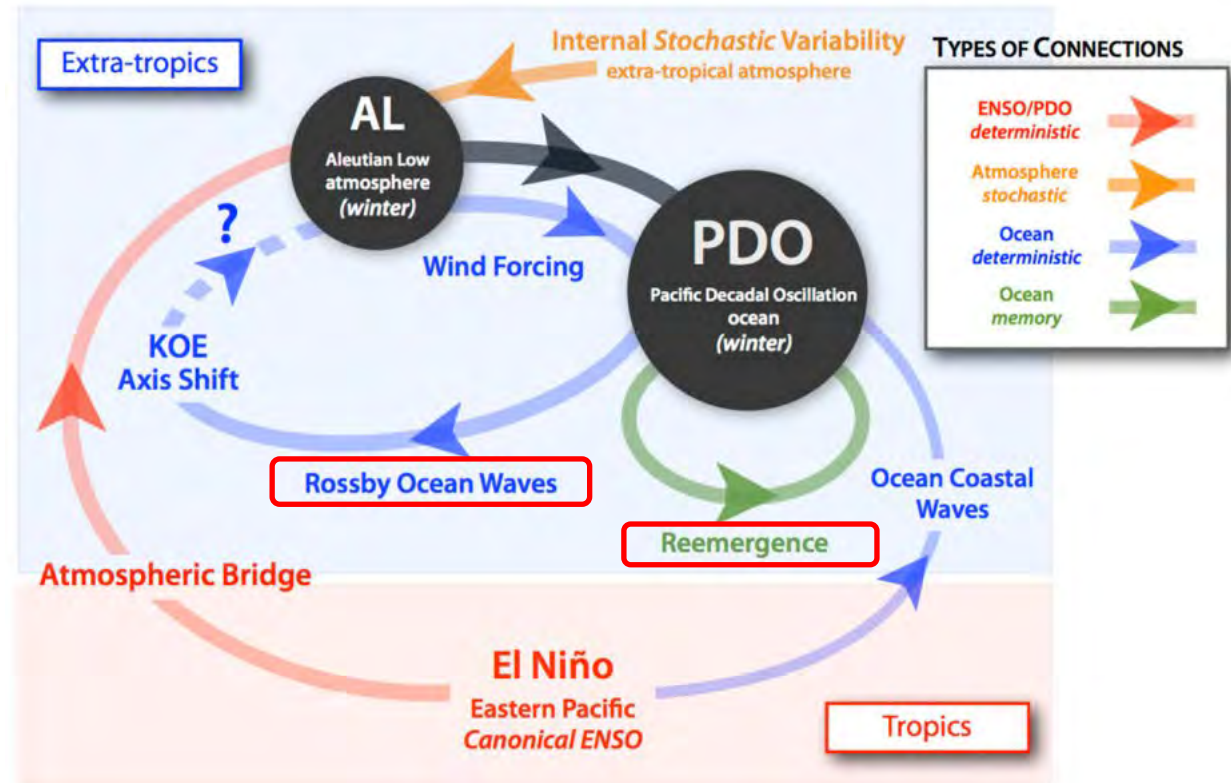 Extra-tropics
Internal Stochastic Variability
extra-tropical atmosphere
TYPES OF CONNECTIONS
ENSO/PDO
deterministic
Atmosphere
stochastic
Ocean
deterministic
Ocean
memory
AL
Aleutian Low
atmosphere
(winter)
?
Wind Forcing
PDO
Pacific Decadal Oscillation
ocean
(winter)
KOE
Axis Shift
Rossby Ocean Waves
Reemergence
Ocean Coastal
Waves
Atmospheric Bridge
El Niño
Eastern Pacific
Canonical ENSO
Tropics